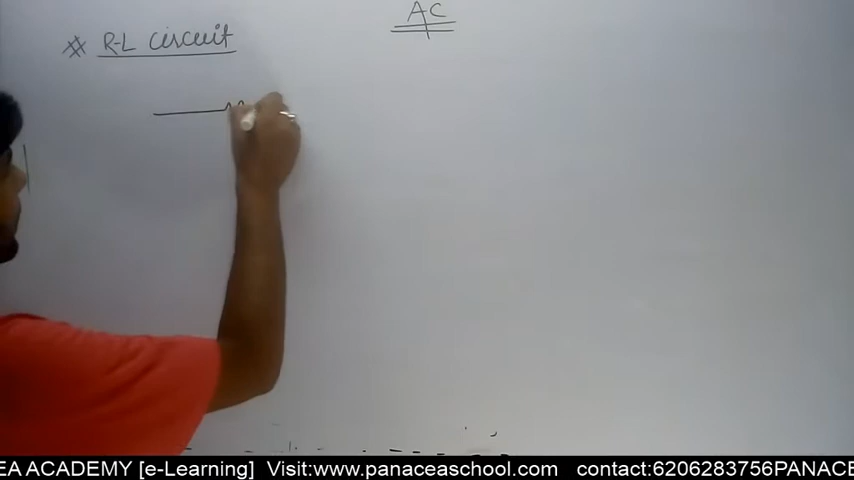 AC
* R-L circuit
EA ACADEMY [e-Learning] Visit:www.panaceaschool.com contact:6206283756PANACE